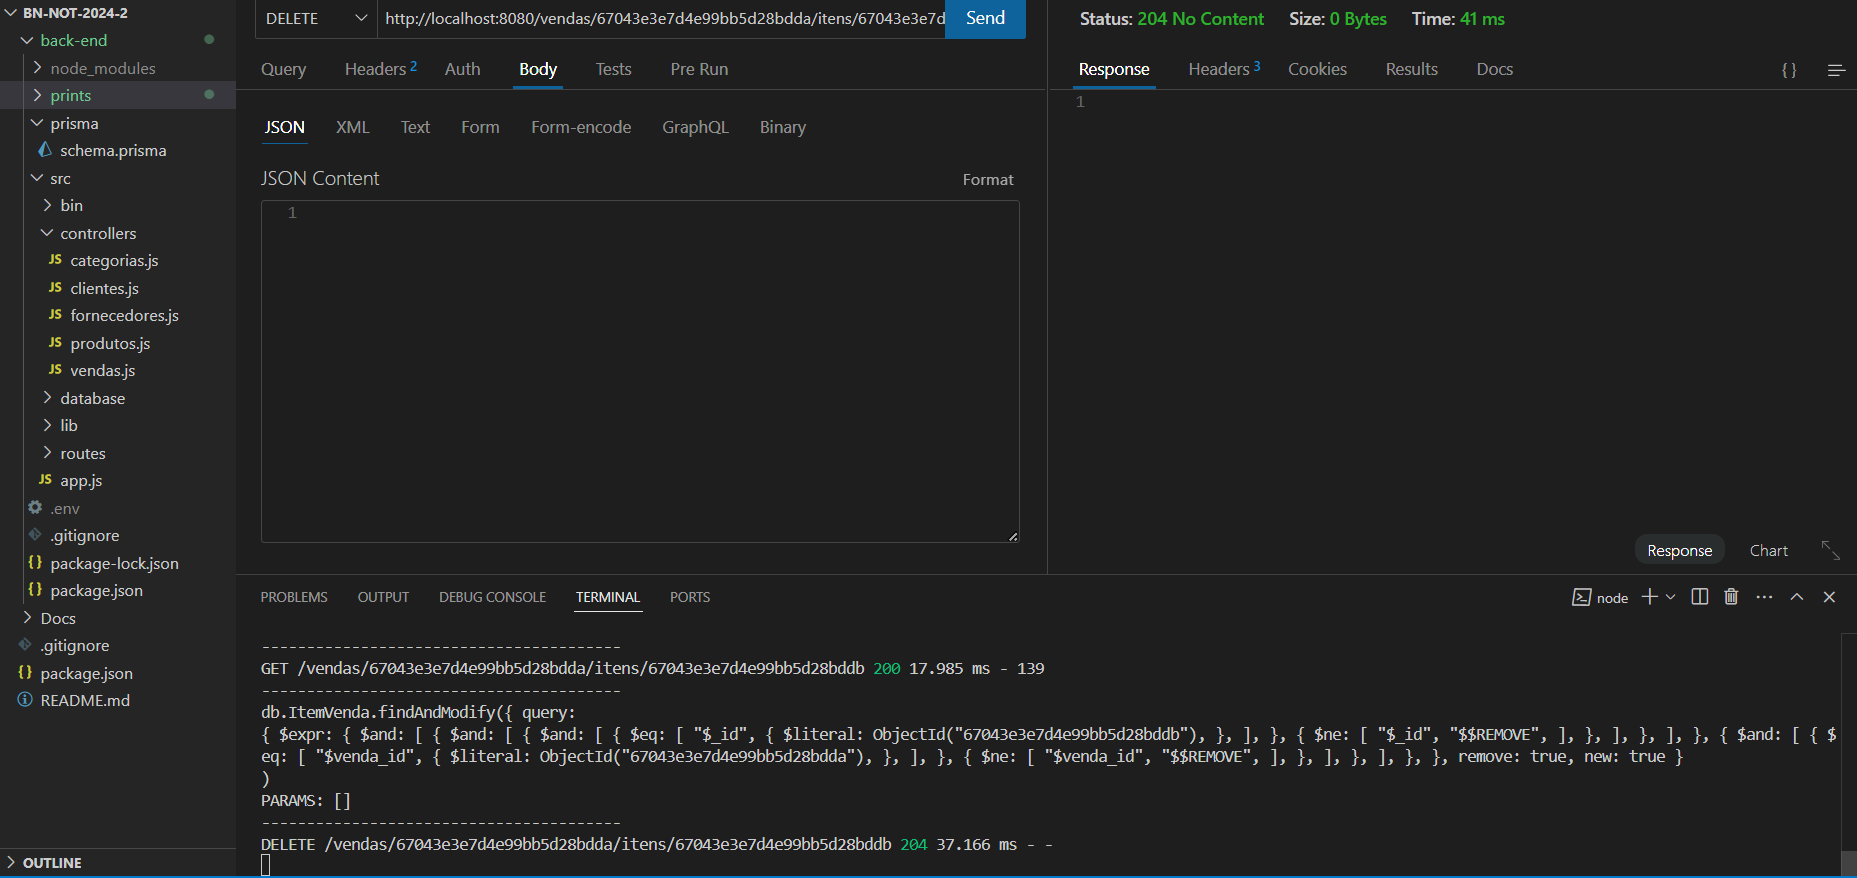 BN-NOT-2024-2
back-end
node_modules
prints
prisma
schema.prisma
src
bin
controllers
JS categorias.js
JS clientes.js
JS fornecedores.js
JS produtos.js
JS vendas.js
database
lib
routes
JS app.js
.env
.gitignore
{} package-lock.json
{} package.json
Docs
.gitignore
{} package.json
README.md
OUTLINE
DELETE http://localhost:8080/vendas/67043e3e7d4e99bb5d28bdda/itens/67043e3e7d Send
Query Headers 2 Auth Body Tests Pre Run
JSON XML Text Form Form-encode GraphQL Binary
JSON Content Format
1
Status: 204 No Content Size: 0 Bytes Time: 41 ms
Response Headers 3 Cookies Results Docs {}
1
Response Chart
PROBLEMS OUTPUT DEBUG CONSOLE TERMINAL PORTS node
----------------------------------------
GET /vendas/67043e3e7d4e99bb5d28bdda/itens/67043e3e7d4e99bb5d28bddb 200 17.985 ms - 139
----------------------------------------
db.ItemVenda.findAndModify({ query:
{ $expr: { $and: [ { $and: [ { $and: [ { $eq: [ "$_id", { $literal: ObjectId("67043e3e7d4e99bb5d28bddb"), }, ], }, { $ne: [ "$_id", "$$REMOVE", ], }, ], }, ], }, { $and: [ { $
eq: [ "$venda_id", { $literal: ObjectId("67043e3e7d4e99bb5d28bdda"), }, ], }, { $ne: [ "$venda_id", "$$REMOVE", ], }, ], }, ], }, }, remove: true, new: true }
)
PARAMS: []
----------------------------------------
DELETE /vendas/67043e3e7d4e99bb5d28bdda/itens/67043e3e7d4e99bb5d28bddb 204 37.166 ms - -